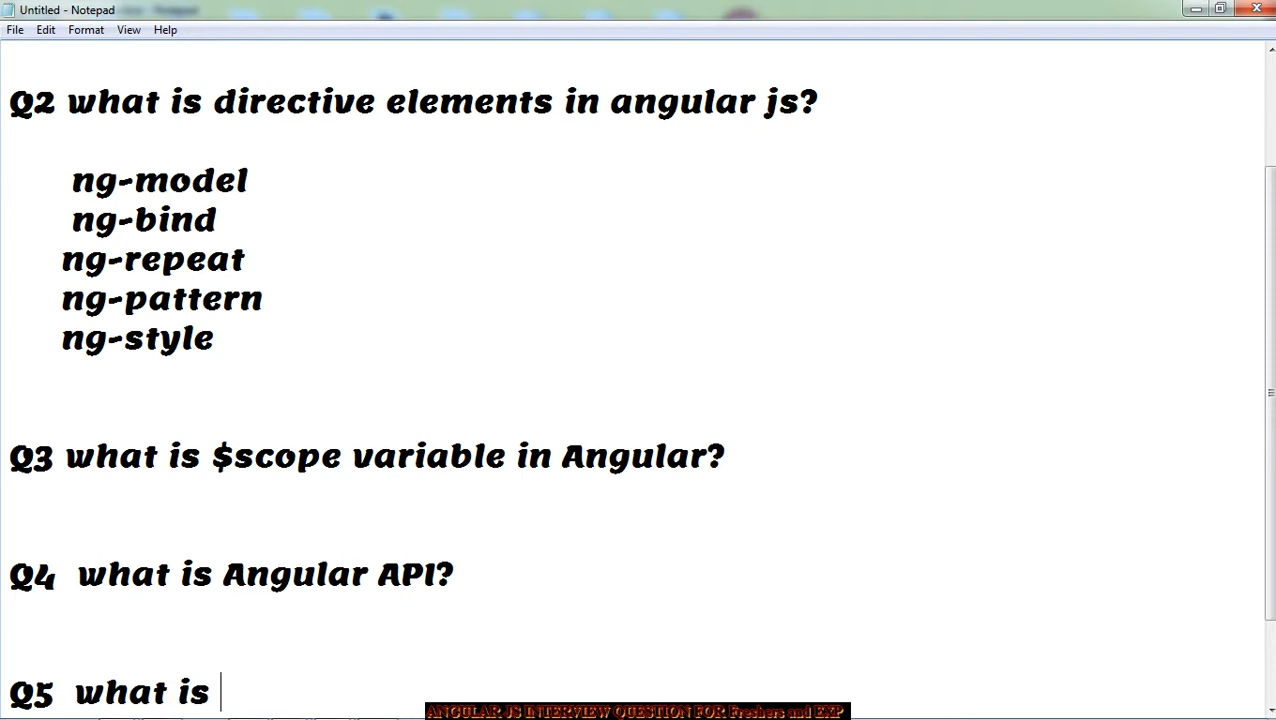 Untitled - Notepad
File Edit Format View Help
Q2 what is directive elements in angular js?
ng-model
ng-bind
ng-repeat
ng-pattern
ng-style
Q3 what is $scope variable in Angular?
Q4 what is Angular API?
Q5 what is
ANGULAR JS INTERVIEW QUESTION FOR Freshers and EXP